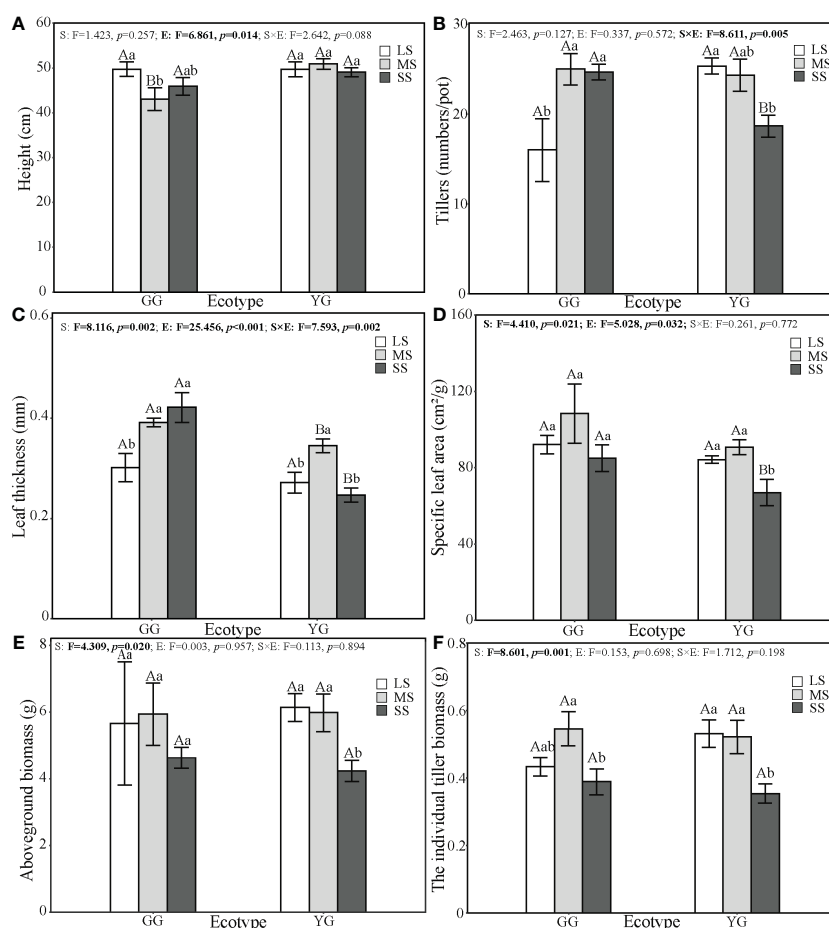 A
S: F=1.423, p=0.257; E: F=6.861, p=0.014; S×E: F=2.642, p=0.088
60
50
40
30
20
10
0
Height (cm)
Aa
Bb
Aab
Aa
Aa
Aa
LS
MS
SS
GG
Ecotype
YG
B
S: F=2.463, p=0.127; E: F=0.337, p=0.572; S×E: F=8.611, p=0.005
30
20
10
0
Tillers (numbers/pot)
Ab
Aa
Aa
Aa
Aab
Bb
LS
MS
SS
GG
Ecotype
YG
C
S: F=8.116, p=0.002; E: F=25.456, p<0.001; S×E: F=7.593, p=0.002
0.6
0.4
0.2
0
Leaf thickness (mm)
Ab
Aa
Aa
Ab
Ba
Bb
LS
MS
SS
GG
Ecotype
YG
D
S: F=4.410, p=0.021; E: F=5.028, p=0.032; S×E: F=0.261, p=0.772
160
120
80
40
0
Specific leaf area (cm²/g)
Aa
Aa
Aa
Aa
Aa
Bb
LS
MS
SS
GG
Ecotype
YG
E
S: F=4.309, p=0.020; E: F=0.003, p=0.957; S×E: F=0.113, p=0.894
8
6
4
2
0
Aboveground biomass (g)
Aa
Aa
Aa
Aa
Aa
Ab
LS
MS
SS
GG
Ecotype
YG
F
S: F=8.601, p=0.001; E: F=0.153, p=0.698; S×E: F=1.712, p=0.198
0.8
0.6
0.4
0.2
0
The individual tiller biomass (g)
Aab
Aa
Ab
Aa
Aa
Ab
LS
MS
SS
GG
Ecotype
YG